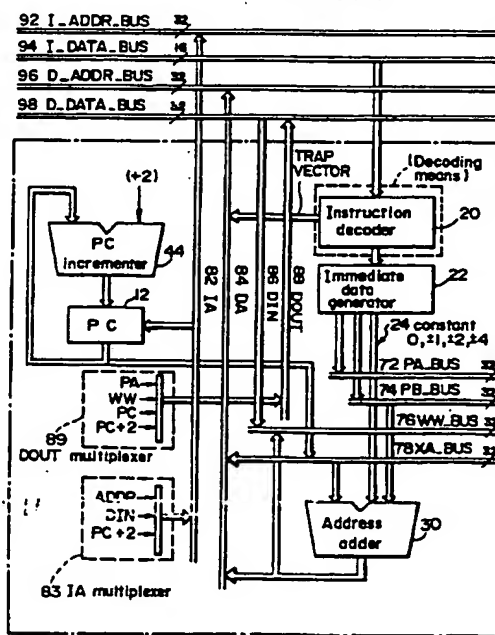 92 I_ADDR_BUS 32
94 I_DATA_BUS 16
96 D_ADDR_BUS 32
98 D_DATA_BUS
TRAP VECTOR
(Decoding means)
(+2)
Instruction decoder
20
PC incrementer
44
82 IA
84 DA
86 DIN
88 DOUT
Immediate data generator
22
12
PC
24 constant
0,±1,±2,±4
72 PA_BUS
74 PB_BUS
PA
WW
PC
PC+2
76 WW_BUS
78 XA_BUS
89
DOUT multiplexer
ADDR
DIN
PC+2
Address adder
30
83 IA multiplexer